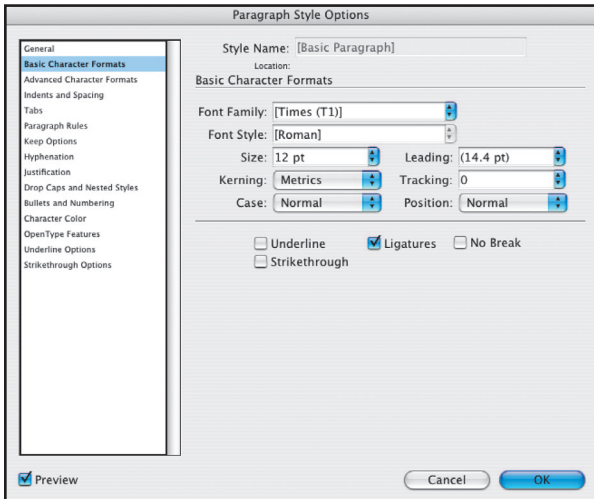 Paragraph Style Options
General
Basic Character Formats
Advanced Character Formats
Indents and Spacing
Tabs
Paragraph Rules
Keep Options
Hyphenation
Justification
Drop Caps and Nested Styles
Bullets and Numbering
Character Color
OpenType Features
Underline Options
Strikethrough Options
Style Name: [Basic Paragraph]
Location:
Basic Character Formats
Font Family: [Times (T1)]
Font Style: [Roman]
Size: 12 pt Leading: (14.4 pt)
Kerning: Metrics Tracking: 0
Case: Normal Position: Normal
Underline Ligatures No Break
Strikethrough
Preview Cancel OK